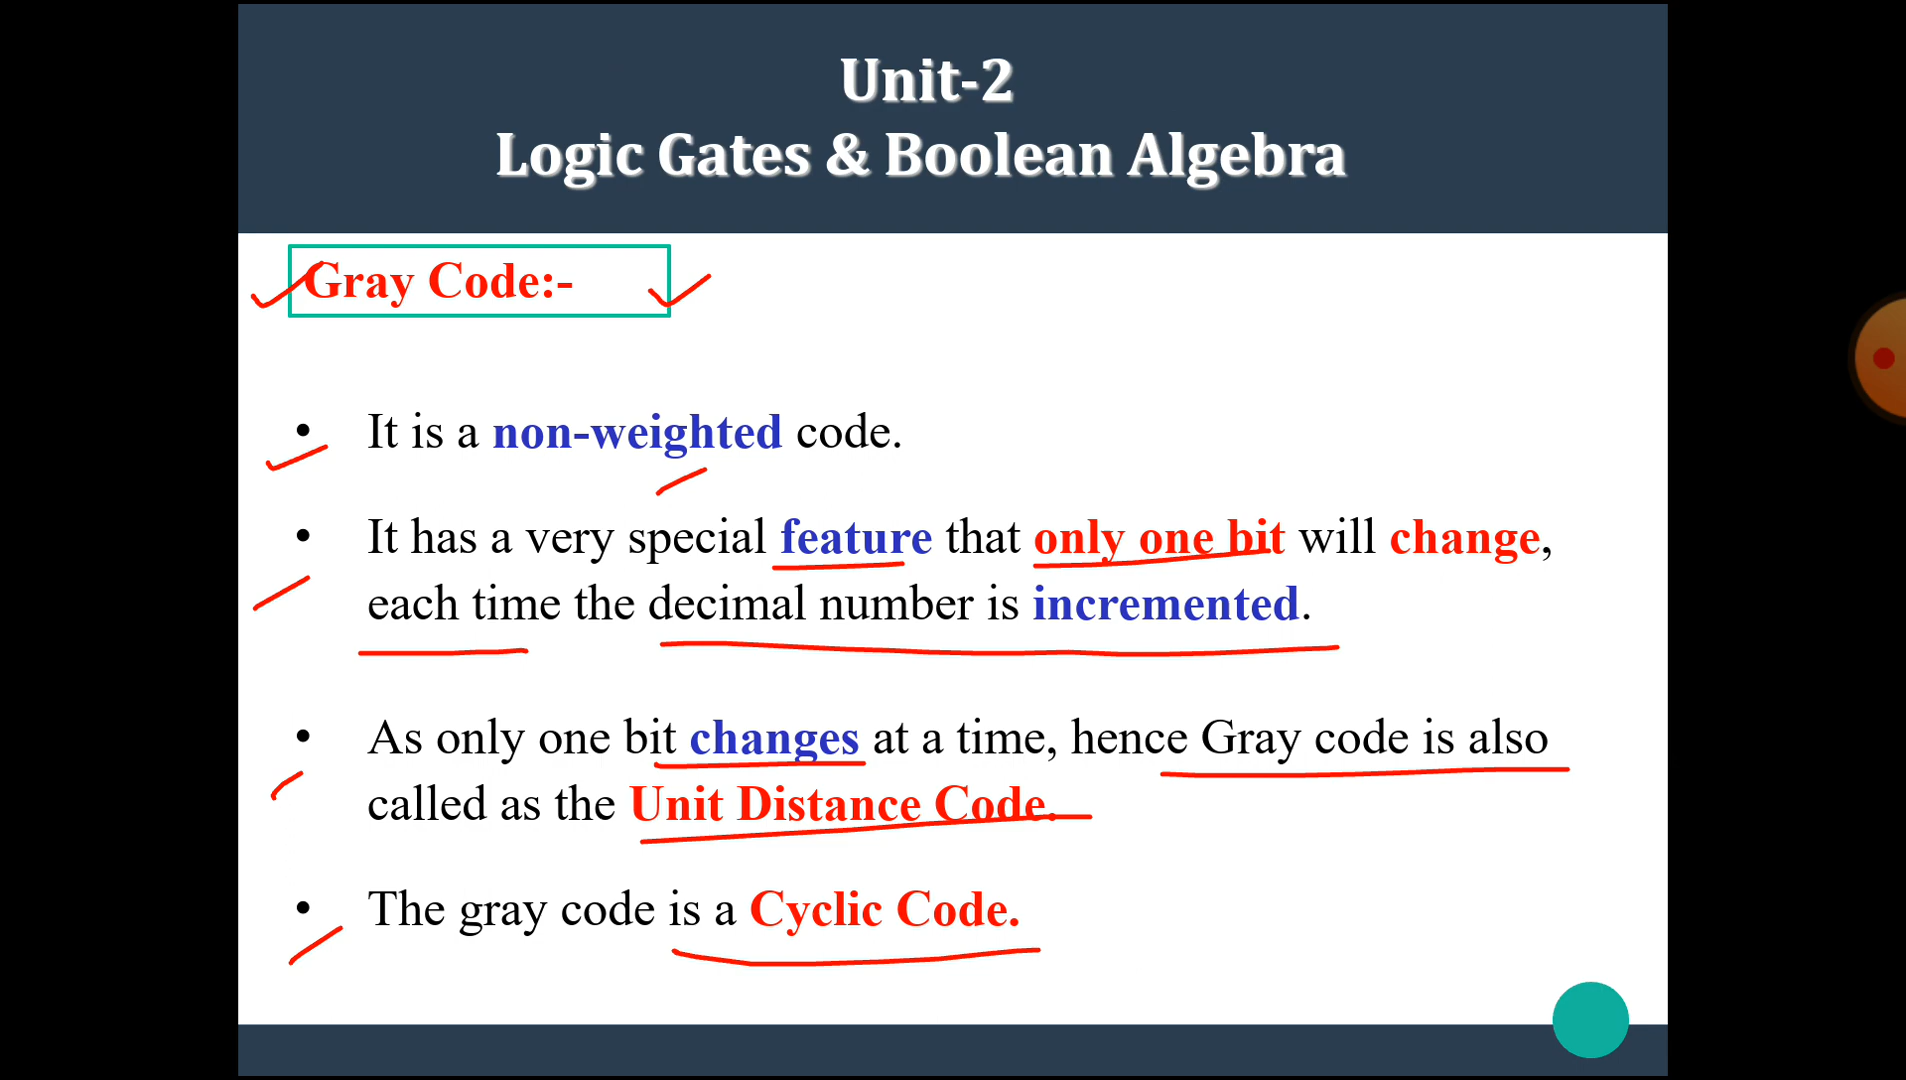 Unit-2
Logic Gates & Boolean Algebra
Gray Code:-
• It is a non-weighted code.
• It has a very special feature that only one bit will change,
each time the decimal number is incremented.
• As only one bit changes at a time, hence Gray code is also
called as the Unit Distance Code.
• The gray code is a Cyclic Code.